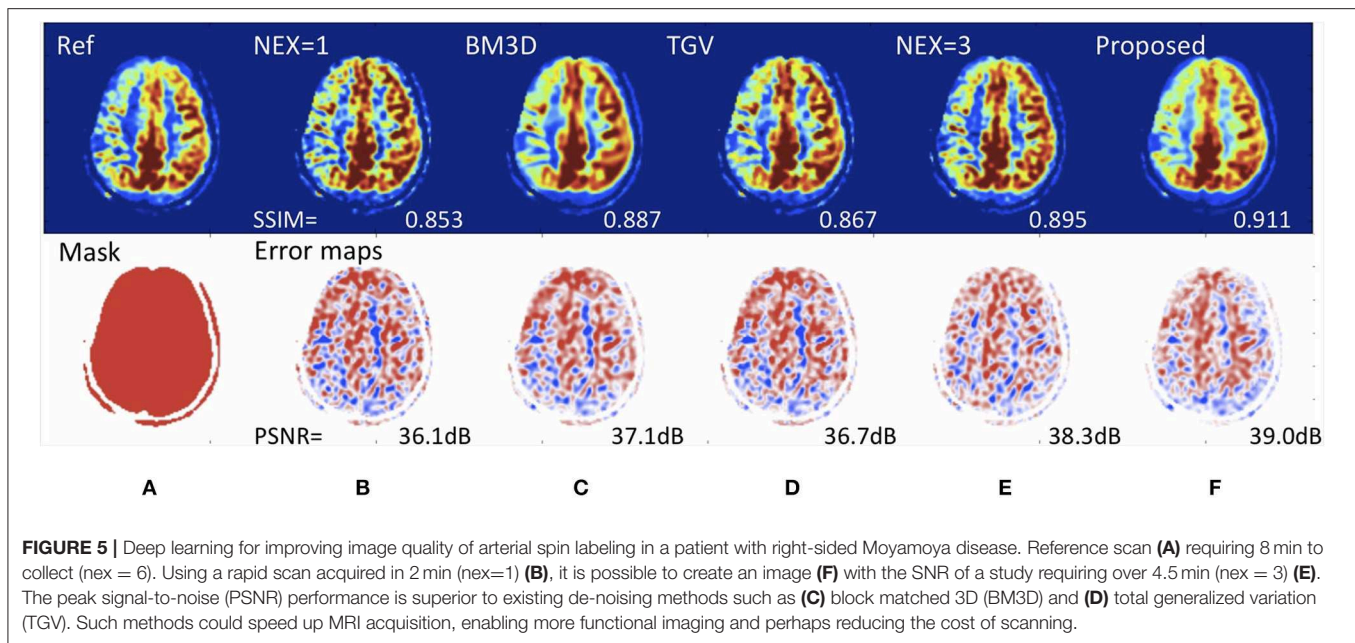 Ref NEX=1 BM3D TGV NEX=3 Proposed
SSIM= 0.853 0.887 0.867 0.895 0.911
Mask Error maps
PSNR= 36.1dB 37.1dB 36.7dB 38.3dB 39.0dB
A B C D E F
FIGURE 5 | Deep learning for improving image quality of arterial spin labeling in a patient with right-sided Moyamoya disease. Reference scan (A) requiring 8 min to
collect (nex = 6). Using a rapid scan acquired in 2 min (nex=1) (B), it is possible to create an image (F) with the SNR of a study requiring over 4.5 min (nex = 3) (E).
The peak signal-to-noise (PSNR) performance is superior to existing de-noising methods such as (C) block matched 3D (BM3D) and (D) total generalized variation
(TGV). Such methods could speed up MRI acquisition, enabling more functional imaging and perhaps reducing the cost of scanning.